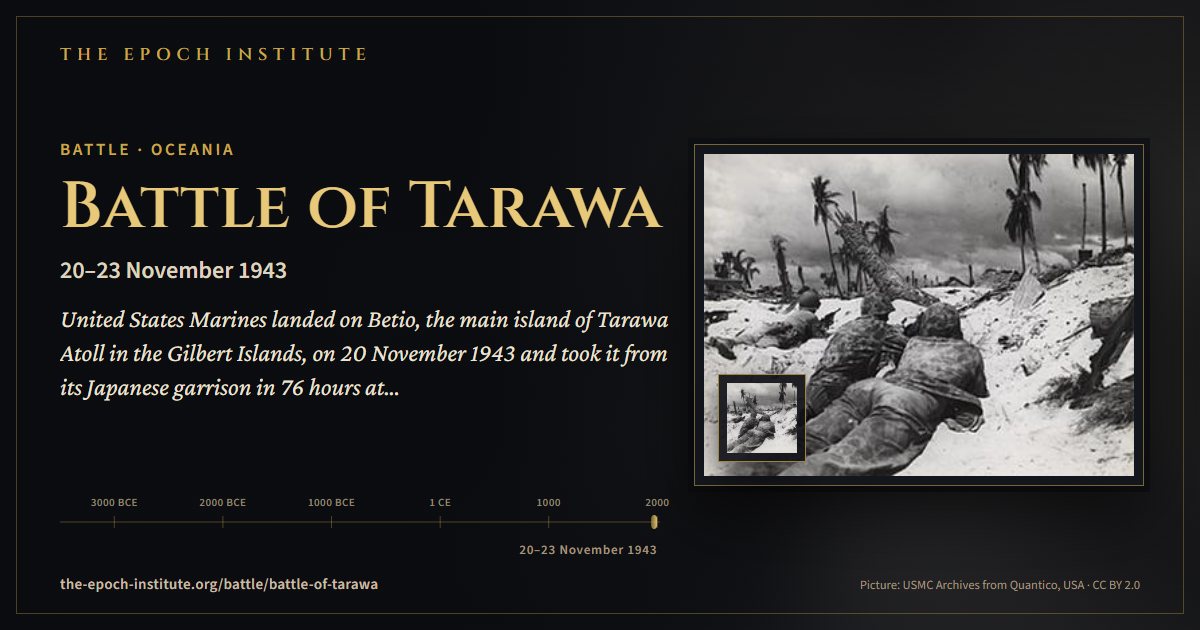 THE EPOCH INSTITUTE
BATTLE · OCEANIA
BATTLE OF TARAWA
20–23 November 1943
United States Marines landed on Betio, the main island of Tarawa
Atoll in the Gilbert Islands, on 20 November 1943 and took it from
its Japanese garrison in 76 hours at...
3000 BCE 2000 BCE 1000 BCE 1 CE 1000 2000
20–23 November 1943
the-epoch-institute.org/battle/battle-of-tarawa
Picture: USMC Archives from Quantico, USA · CC BY 2.0